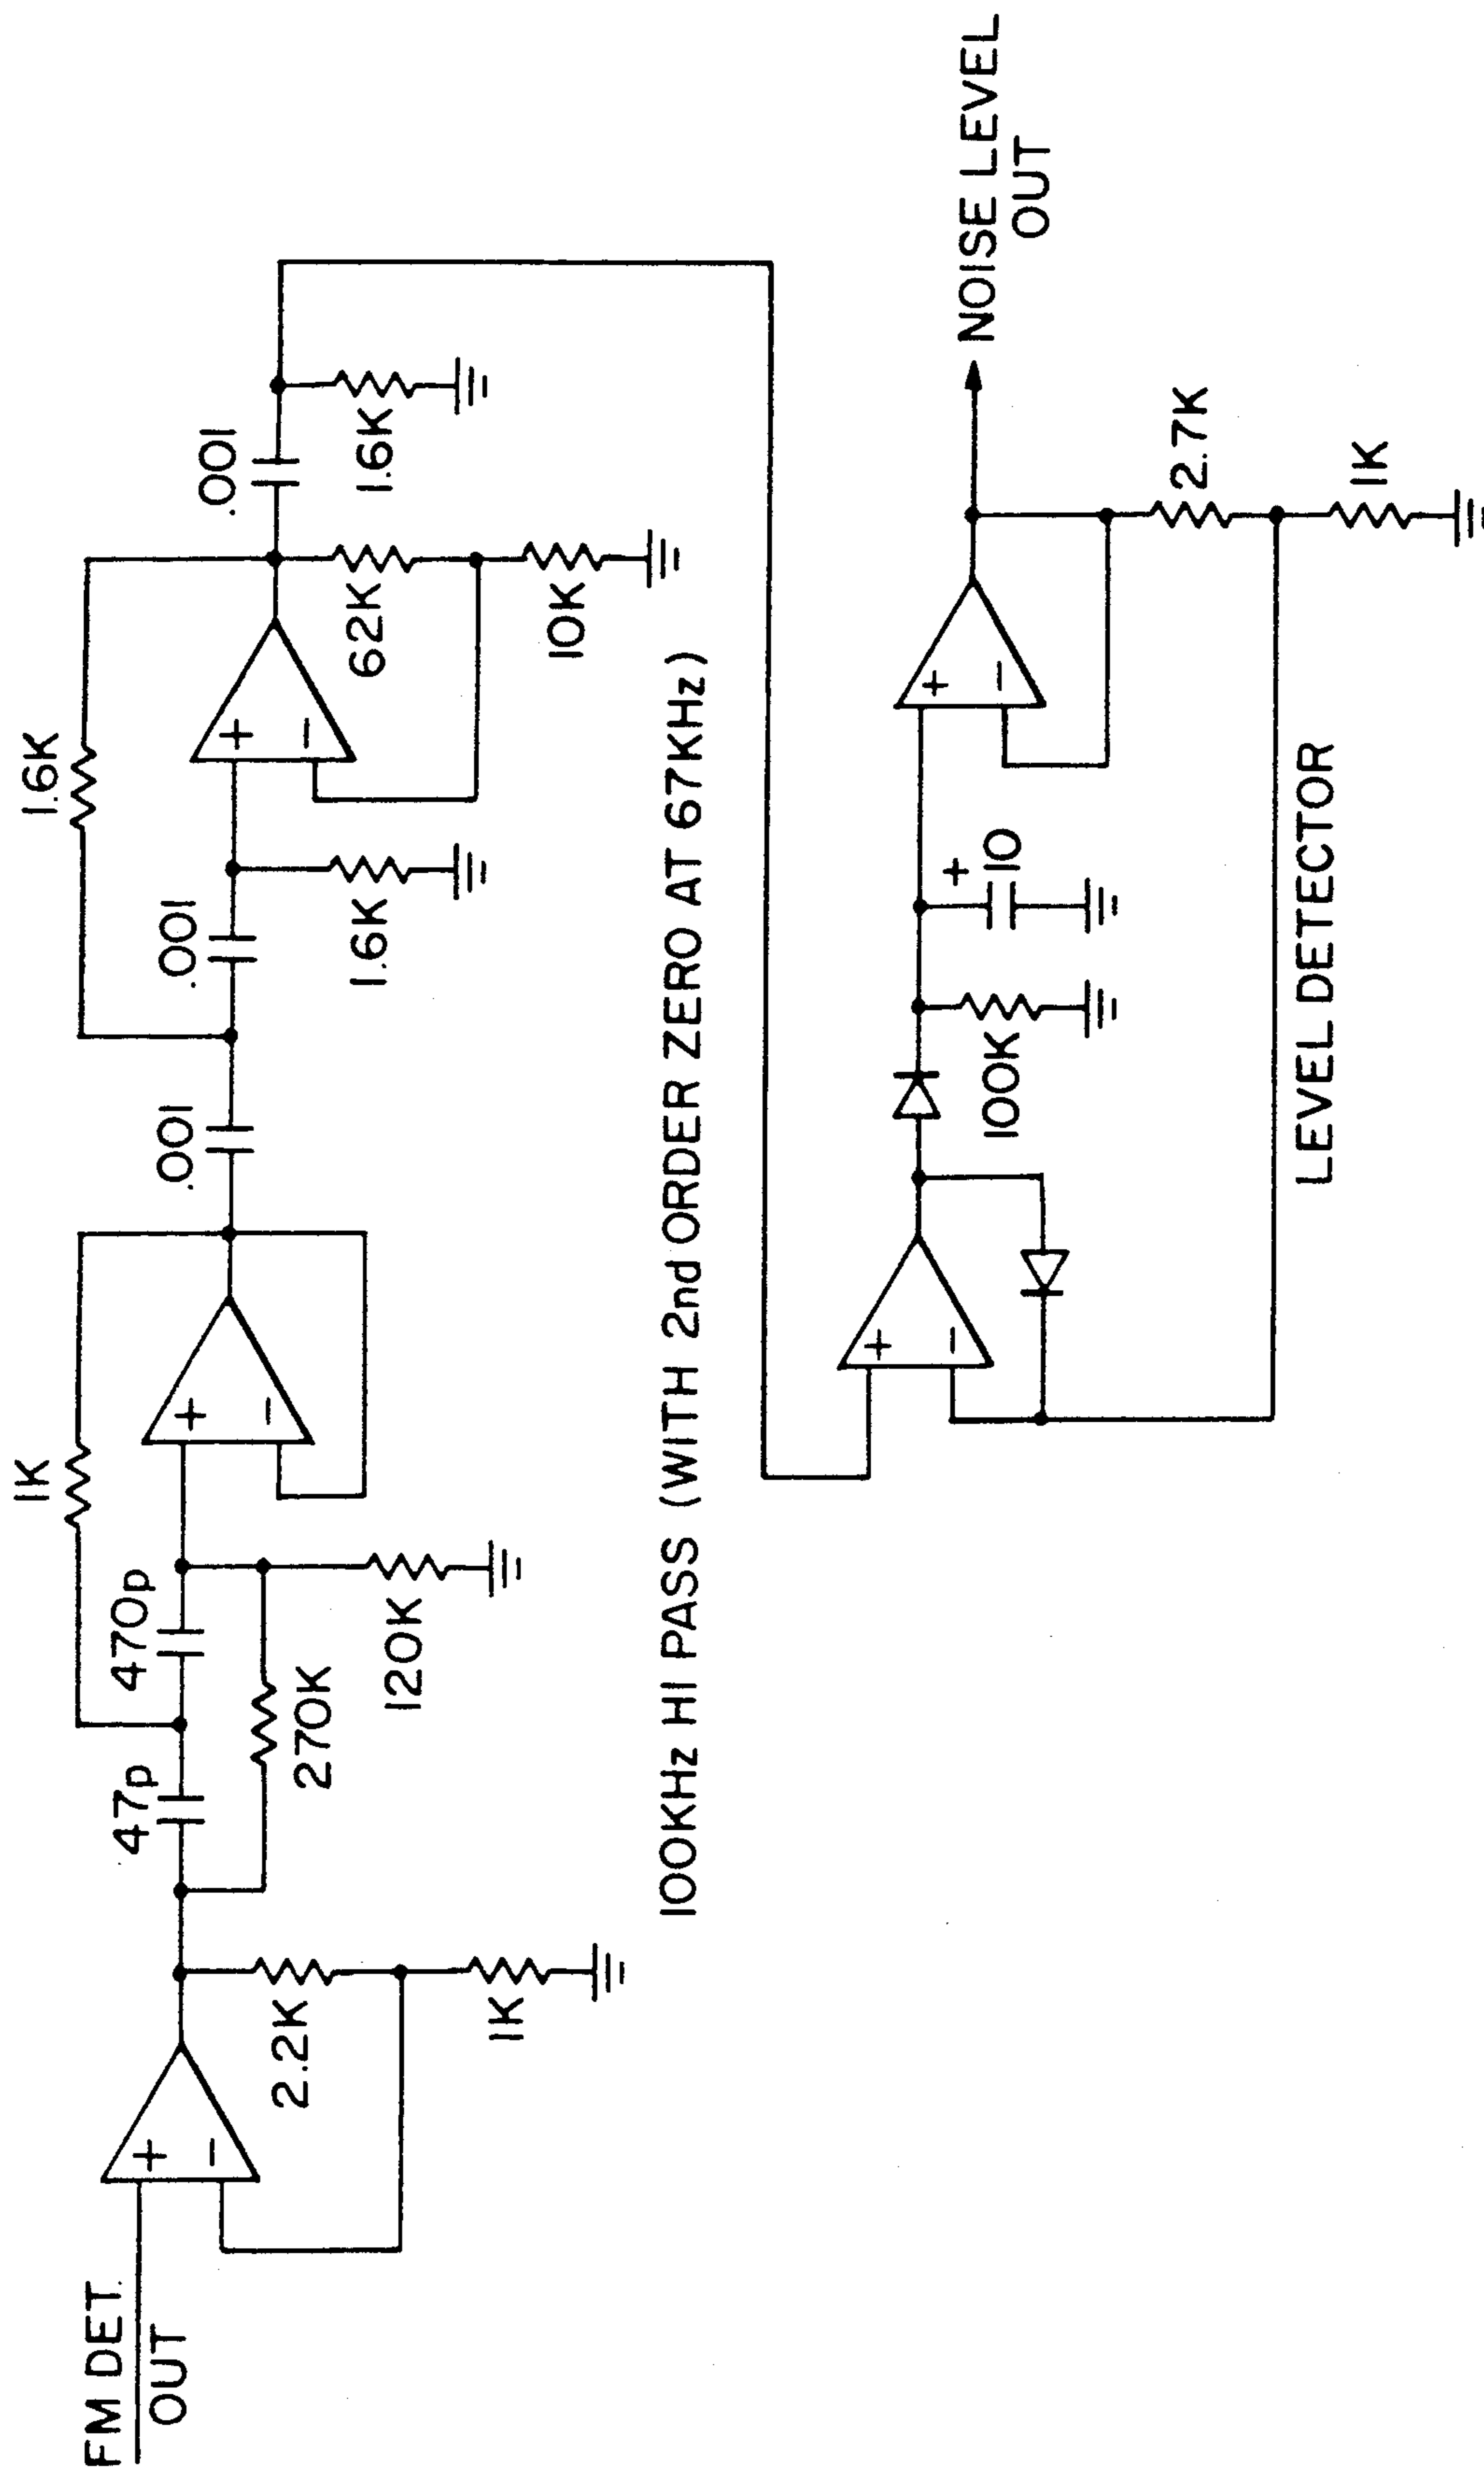 FM DET.
OUT
2.2K
1K
47p
470p
1K
270K
120K
.001
.001
1.6K
1.6K
62K
10K
.001
1.6K
+
−
+
−
+
−
100KHz HI PASS (WITH 2nd ORDER ZERO AT 67KHz)
+
−
100K
+
10
+
−
NOISE LEVEL
OUT
2.7K
1K
LEVEL DETECTOR